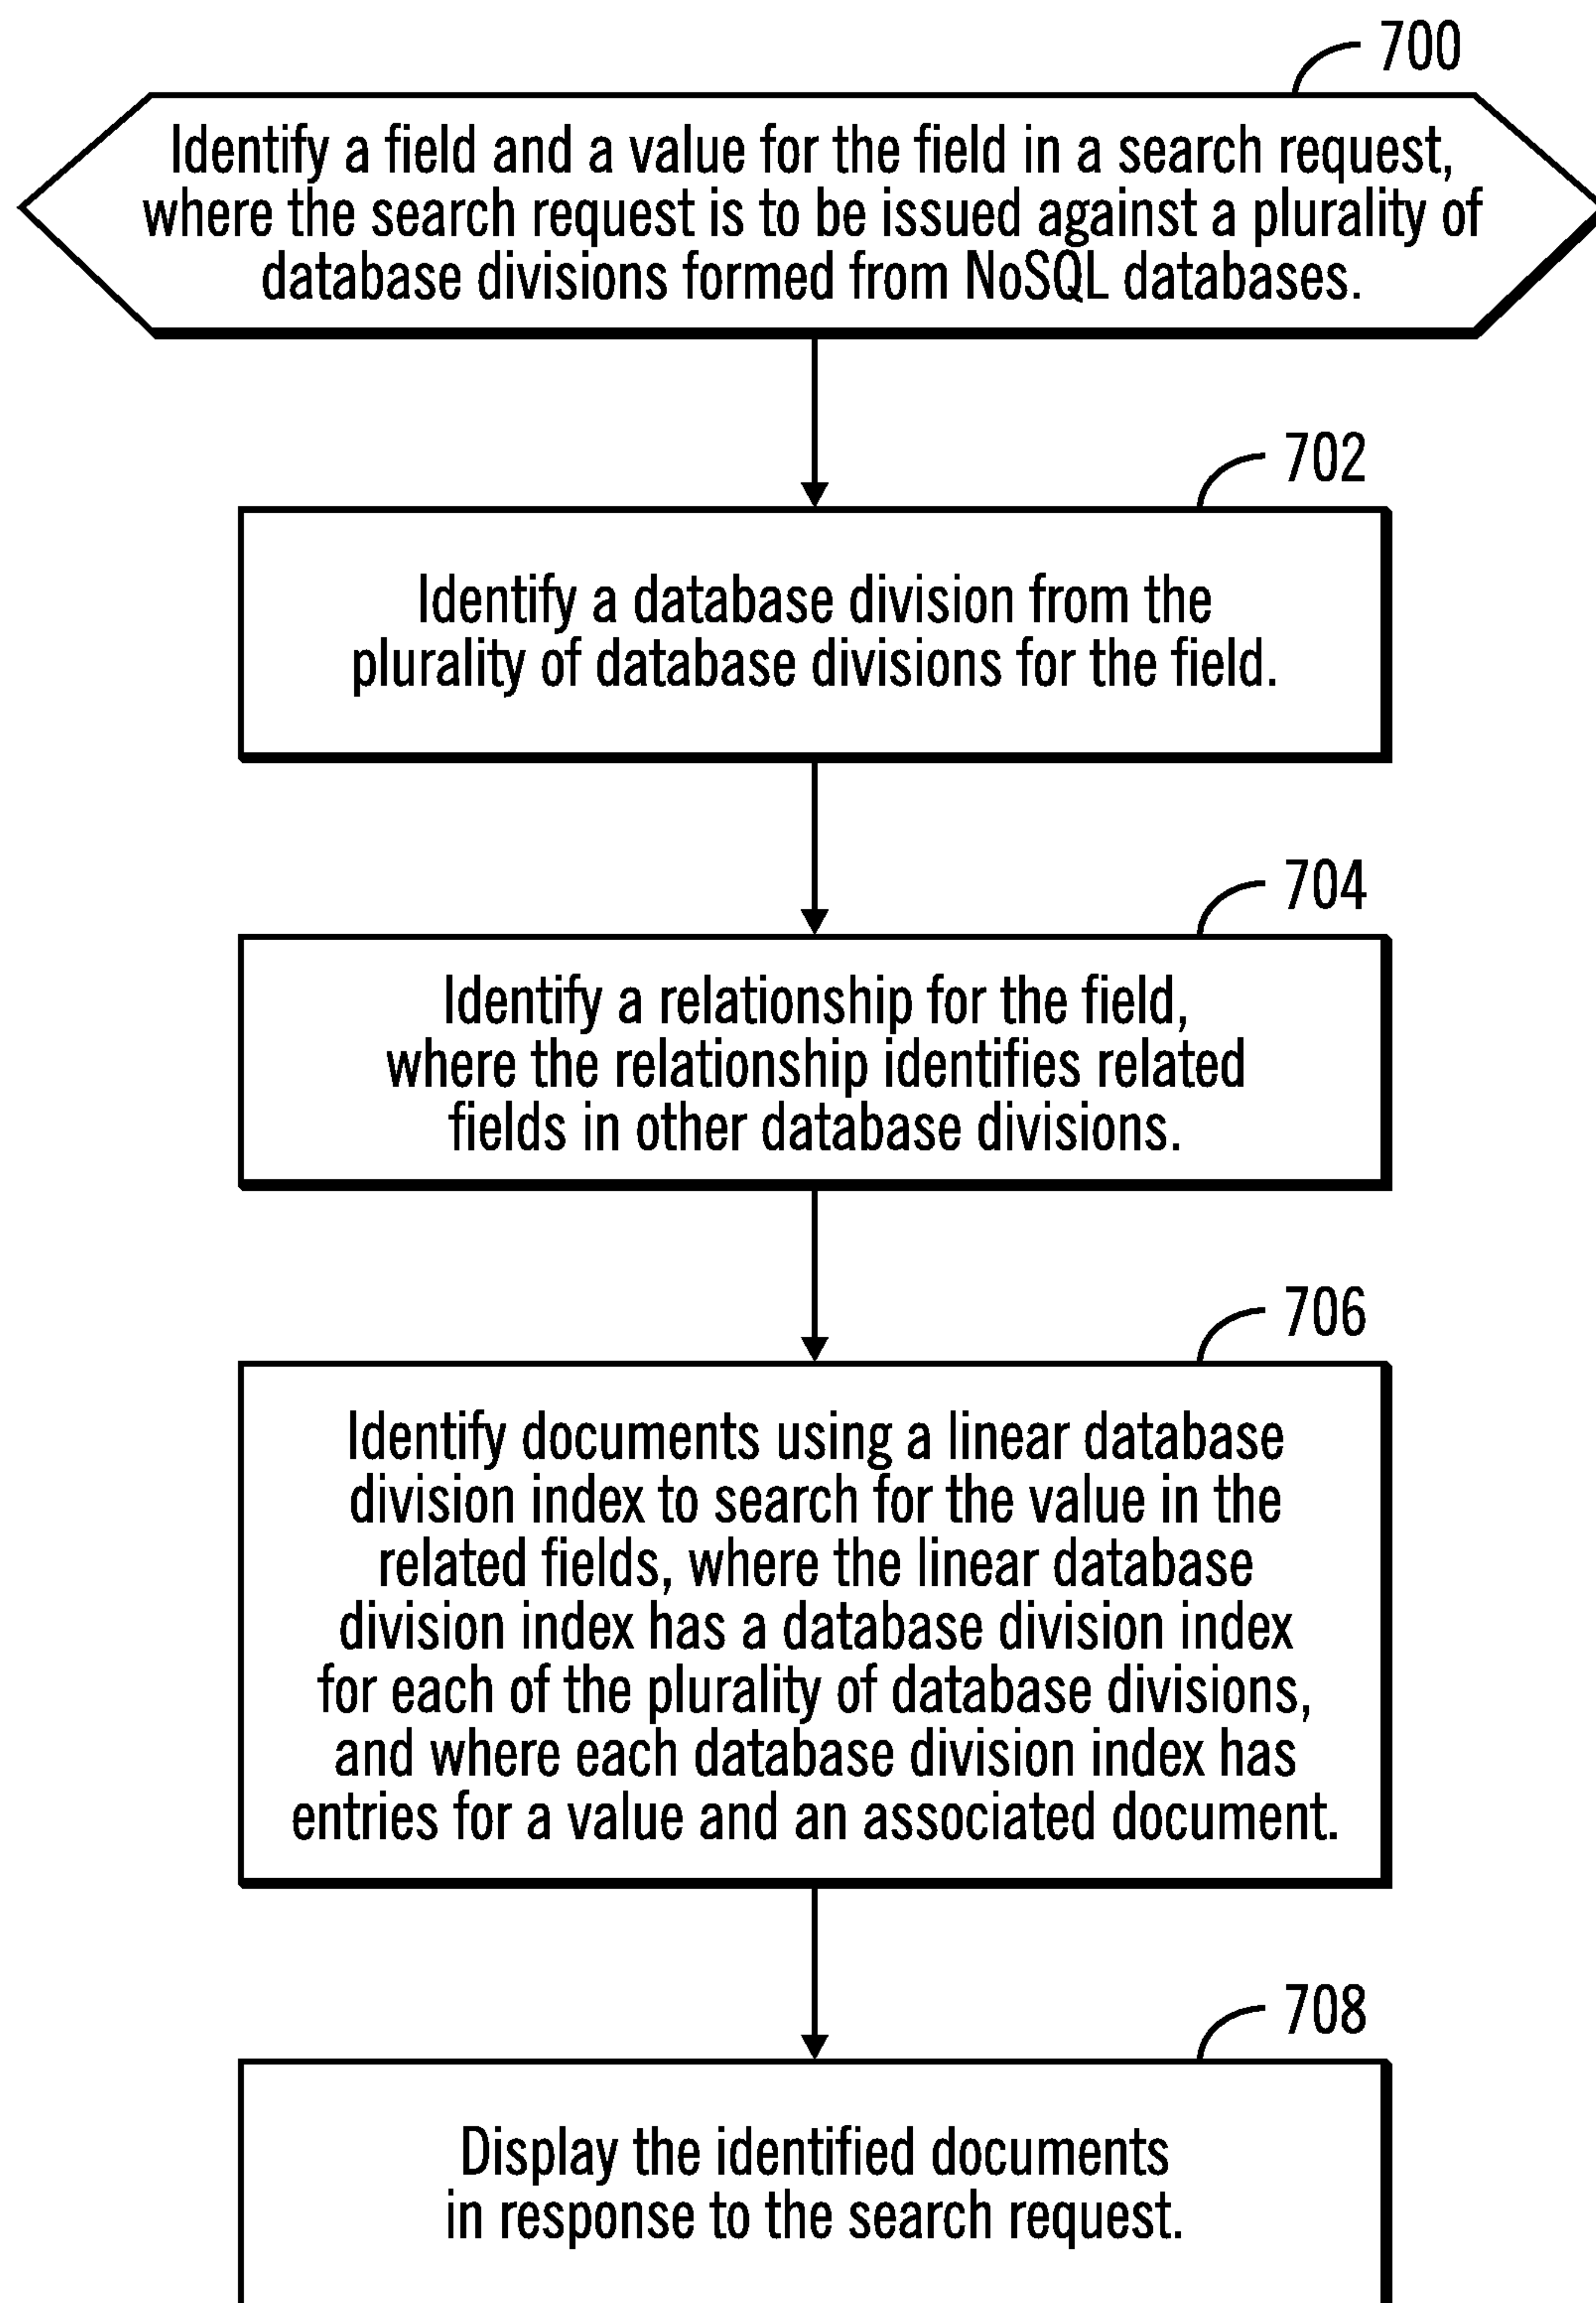 700
Identify a field and a value for the field in a search request,
where the search request is to be issued against a plurality of
database divisions formed from NoSQL databases.
702
Identify a database division from the
plurality of database divisions for the field.
704
Identify a relationship for the field,
where the relationship identifies related
fields in other database divisions.
706
Identify documents using a linear database
division index to search for the value in the
related fields, where the linear database
division index has a database division index
for each of the plurality of database divisions,
and where each database division index has
entries for a value and an associated document.
708
Display the identified documents
in response to the search request.